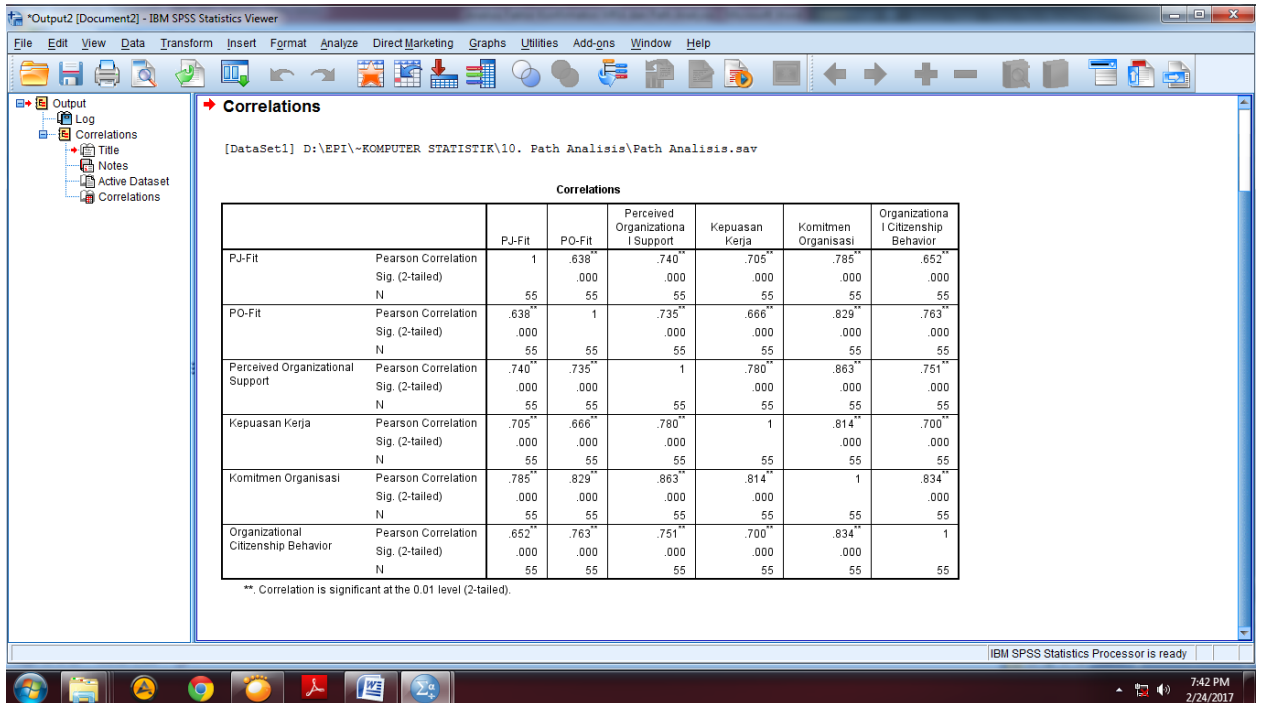 *Output2 [Document2] - IBM SPSS Statistics Viewer
File Edit View Data Transform Insert Format Analyze Direct Marketing Graphs Utilities Add-ons Window Help
Output
Log
Correlations
Title
Notes
Active Dataset
Correlations
Correlations
[DataSet1] D:\EPI\~KOMPUTER STATISTIK\10. Path Analisis\Path Analisis.sav
Correlations
PJ-Fit PO-Fit Perceived Organizationa l Support Kepuasan Kerja Komitmen Organisasi Organizationa l Citizenship Behavior
PJ-Fit Pearson Correlation 1 .638** .740** .705** .785** .652**
Sig. (2-tailed) .000 .000 .000 .000 .000
N 55 55 55 55 55 55
PO-Fit Pearson Correlation .638** 1 .735** .666** .829** .763**
Sig. (2-tailed) .000 .000 .000 .000 .000
N 55 55 55 55 55 55
Perceived Organizational Support Pearson Correlation .740** .735** 1 .780** .863** .751**
Sig. (2-tailed) .000 .000 .000 .000 .000
N 55 55 55 55 55 55
Kepuasan Kerja Pearson Correlation .705** .666** .780** 1 .814** .700**
Sig. (2-tailed) .000 .000 .000 .000 .000
N 55 55 55 55 55 55
Komitmen Organisasi Pearson Correlation .785** .829** .863** .814** 1 .834**
Sig. (2-tailed) .000 .000 .000 .000 .000
N 55 55 55 55 55 55
Organizational Citizenship Behavior Pearson Correlation .652** .763** .751** .700** .834** 1
Sig. (2-tailed) .000 .000 .000 .000 .000
N 55 55 55 55 55 55
**. Correlation is significant at the 0.01 level (2-tailed).
IBM SPSS Statistics Processor is ready
7:42 PM
2/24/2017